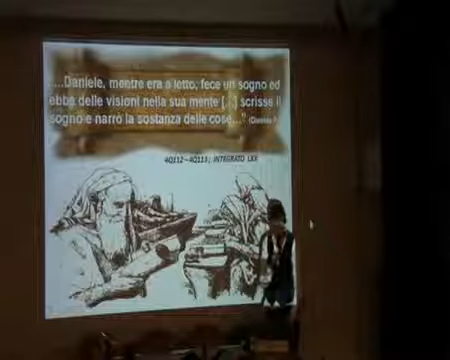 ...Daniele, mentre era a letto, fece un sogno ed
ebbe delle visioni nella sua mente [...] scrisse il
sogno e narrò la sostanza delle cose..."
4Q112-4Q113; INTEGRATO LXX